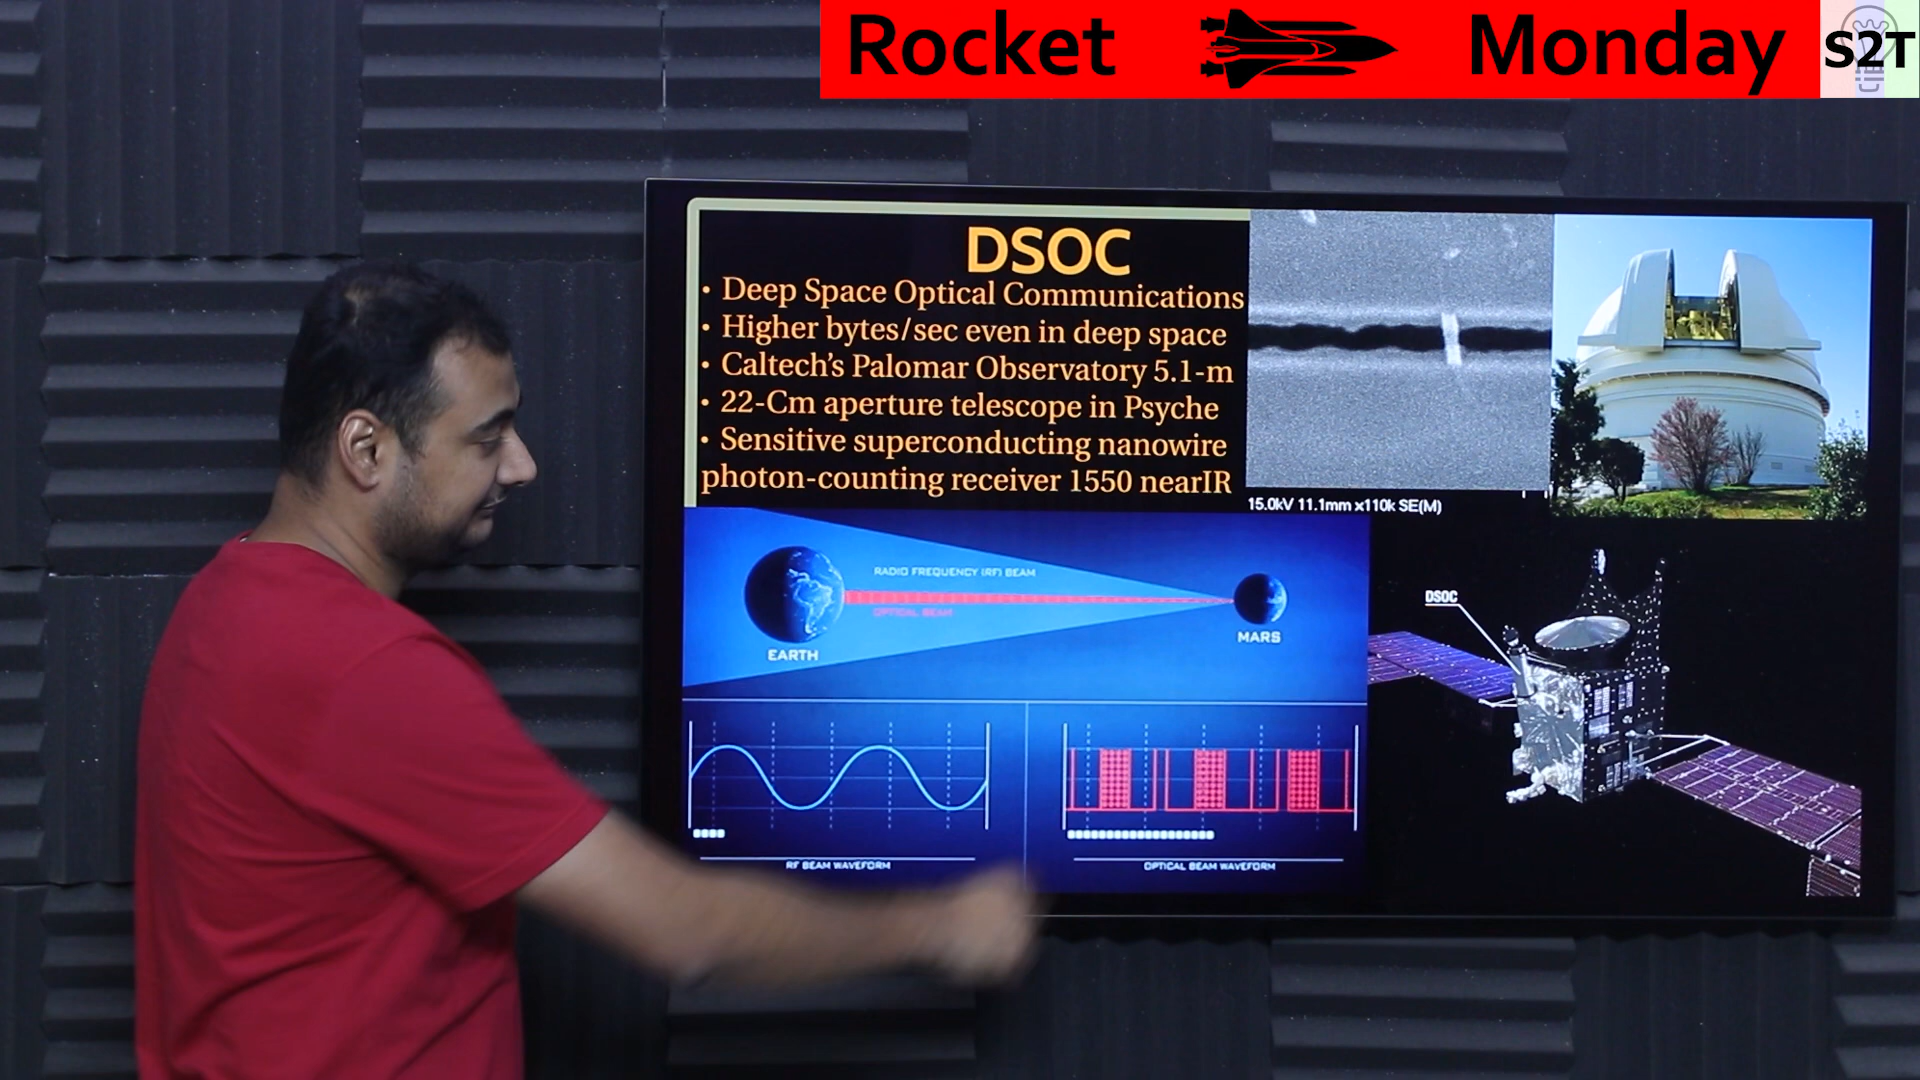 Rocket Monday
S2T
DSOC
• Deep Space Optical Communications
• Higher bytes/sec even in deep space
• Caltech's Palomar Observatory 5.1-m
• 22-Cm aperture telescope in Psyche
• Sensitive superconducting nanowire
photon-counting receiver 1550 nearIR
15.0kV 11.1mm x110k SE(M)
RADIO FREQUENCY (RF) BEAM
OPTICAL BEAM
EARTH
MARS
DSOC
RF BEAM WAVEFORM
OPTICAL BEAM WAVEFORM